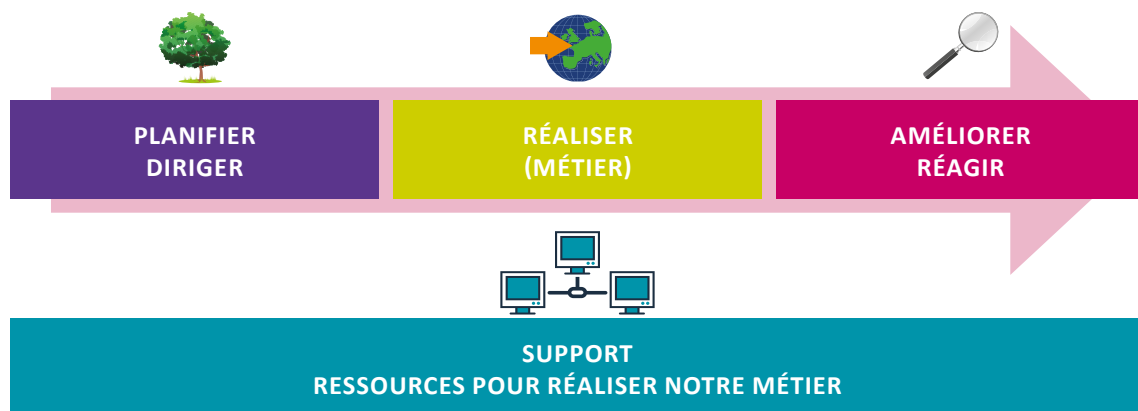 PLANIFIER
DIRIGER
RÉALISER
(MÉTIER)
AMÉLIORER
RÉAGIR
SUPPORT
RESSOURCES POUR RÉALISER NOTRE MÉTIER